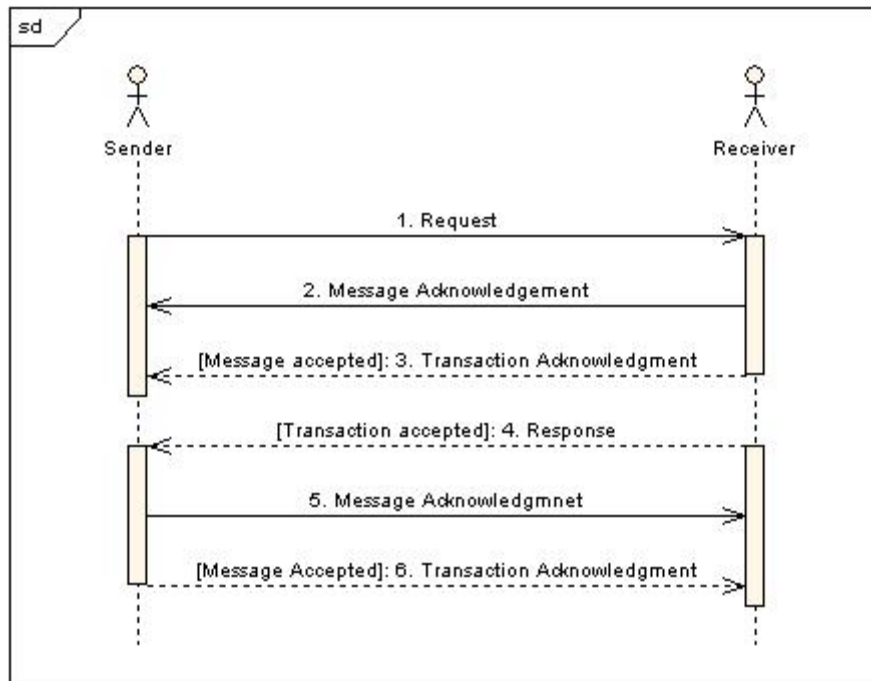 sd
Sender
Receiver
1. Request
2. Message Acknowledgement
[Message accepted]: 3. Transaction Acknowledgment
[Transaction accepted]: 4. Response
5. Message Acknowledgmnet
[Message Accepted]: 6. Transaction Acknowledgment